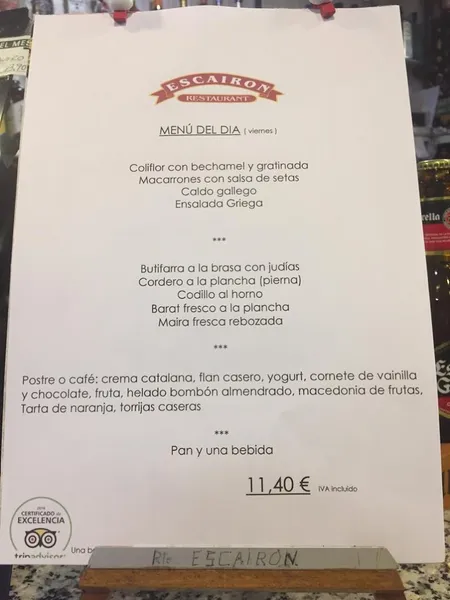 ESCAIRON
RESTAURANT
MENÚ DEL DIA ( viernes )
Coliflor con bechamel y gratinada
Macarrones con salsa de setas
Caldo gallego
Ensalada Griega
***
Butifarra a la brasa con judías
Cordero a la plancha (pierna)
Codillo al horno
Barat fresco a la plancha
Maira fresca rebozada
***
Postre o café: crema catalana, flan casero, yogurt, cornete de vainilla
y chocolate, fruta, helado bombón almendrado, macedonia de frutas,
Tarta de naranja, torrijas caseras
***
Pan y una bebida
11,40 € IVA incluido
CERTIFICADO de
EXCELENCIA
tripadvisor
Una
Rte ESCAIRÓN